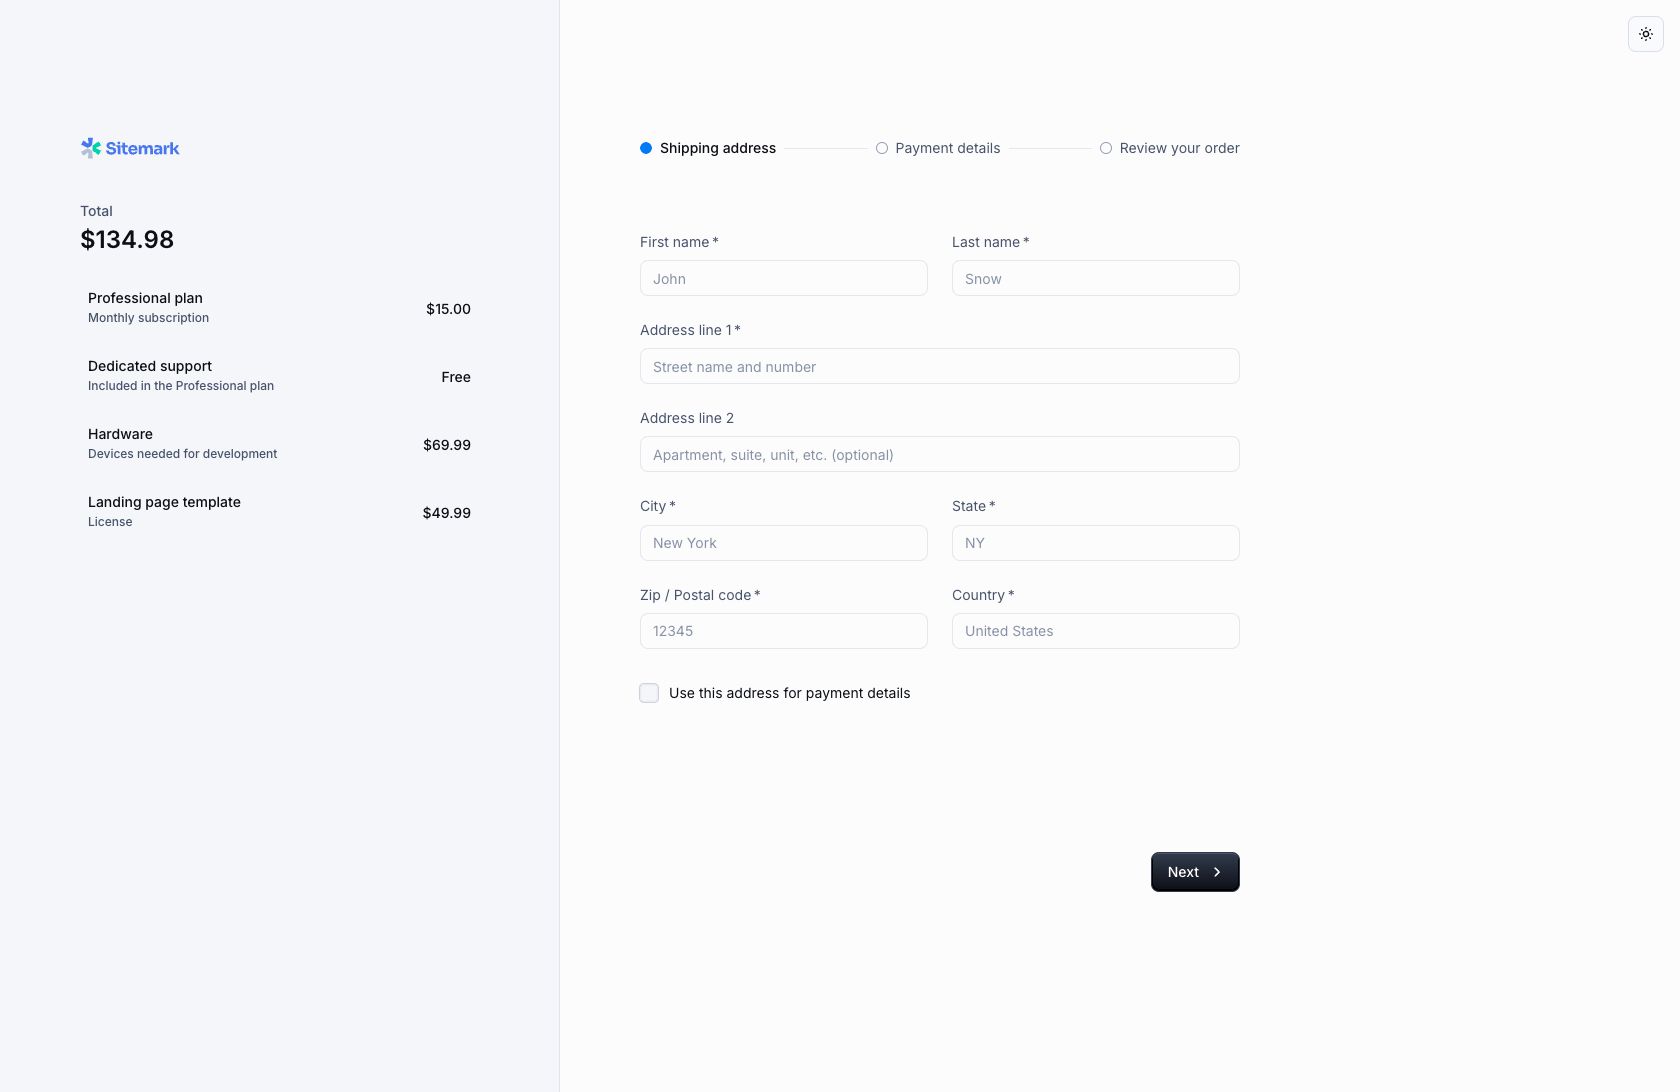 Sitemark
Total
$134.98
Professional plan
Monthly subscription
$15.00
Dedicated support
Included in the Professional plan
Free
Hardware
Devices needed for development
$69.99
Landing page template
License
$49.99
Shipping address
Payment details
Review your order
First name *
Last name *
John
Snow
Address line 1 *
Street name and number
Address line 2
Apartment, suite, unit, etc. (optional)
City *
State *
New York
NY
Zip / Postal code *
Country *
12345
United States
Use this address for payment details
Next